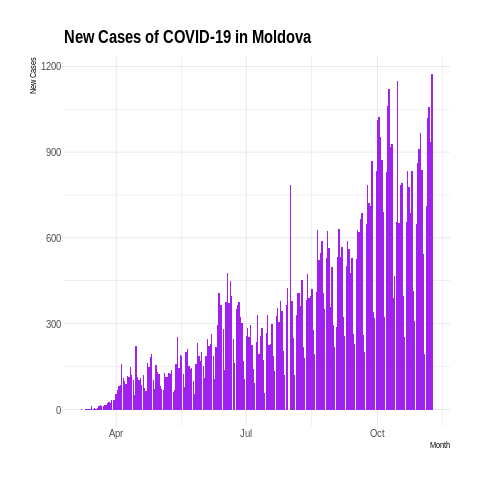 New Cases of COVID-19 in Moldova
New Cases
1200
900
600
300
0
Apr
Jul
Oct
Month